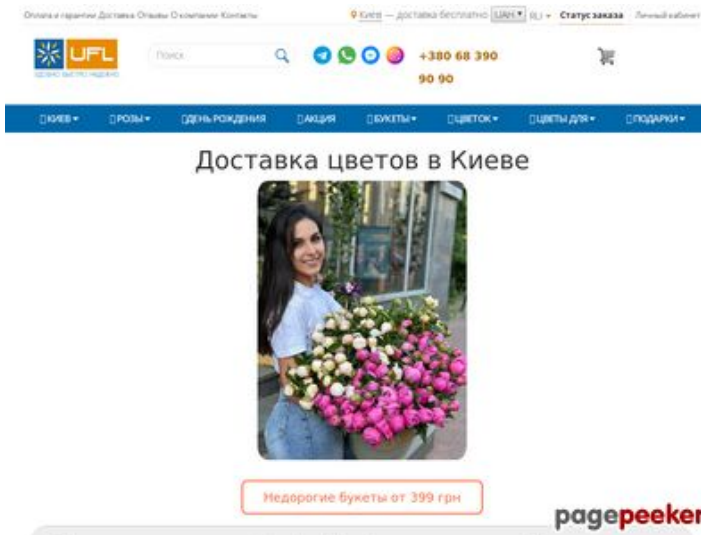 Оплата и гарантии Доставка Отзывы О компании Контакты
Киев — доставка бесплатно UAH RU Статус заказа Личный кабинет
UFL
Поиск
+380 68 390
90 90
КИЕВ РОЗЫ ДЕНЬ РОЖДЕНИЯ АКЦИЯ БУКЕТЫ ЦВЕТОК ЦВЕТЫ ДЛЯ ПОДАРКИ
Доставка цветов в Киеве
Недорогие букеты от 399 грн
pagepeeker